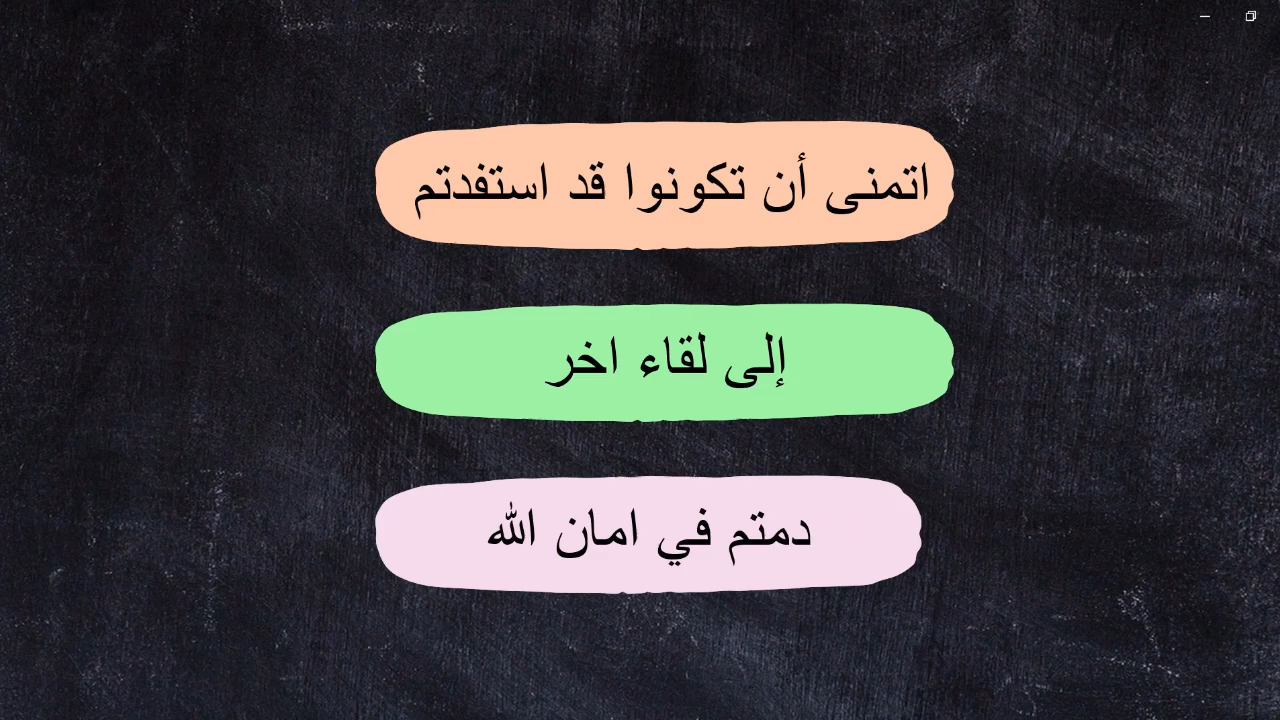 اتمنى أن تكونوا قد استفدتم
إلى لقاء اخر
دمتم في امان الله